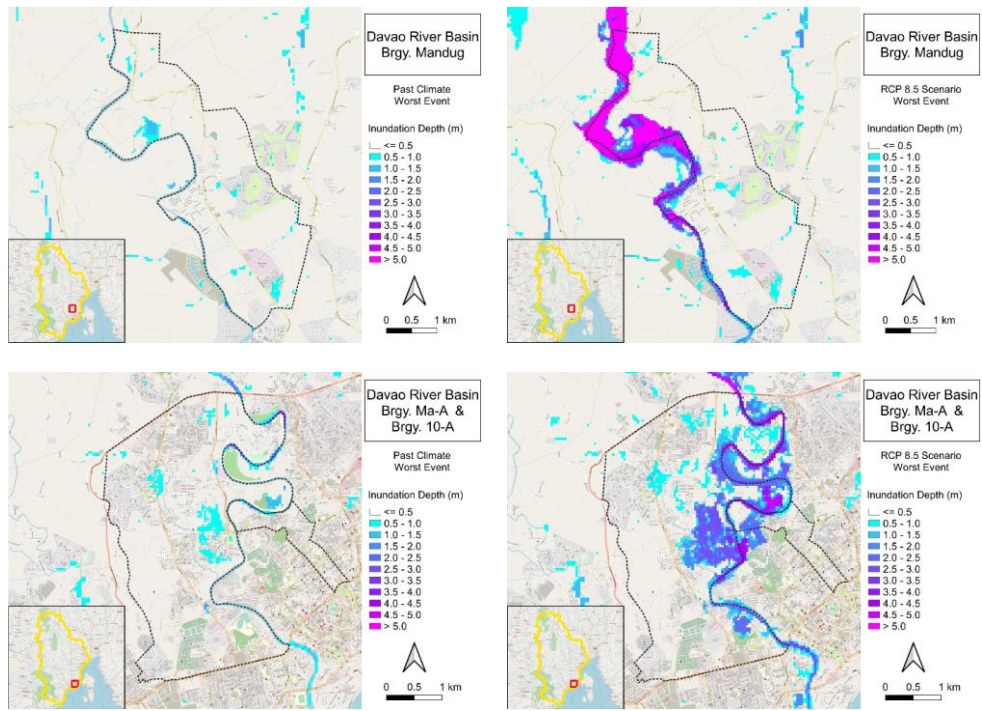 Davao River Basin
Brgy. Mandug
Past Climate
Worst Event
Inundation Depth (m)
<= 0.5
0.5 - 1.0
1.0 - 1.5
1.5 - 2.0
2.0 - 2.5
2.5 - 3.0
3.0 - 3.5
3.5 - 4.0
4.0 - 4.5
4.5 - 5.0
> 5.0
0 0.5 1 km
Davao River Basin
Brgy. Mandug
RCP 8.5 Scenario
Worst Event
Inundation Depth (m)
<= 0.5
0.5 - 1.0
1.0 - 1.5
1.5 - 2.0
2.0 - 2.5
2.5 - 3.0
3.0 - 3.5
3.5 - 4.0
4.0 - 4.5
4.5 - 5.0
> 5.0
0 0.5 1 km
Davao River Basin
Brgy. Ma-A &
Brgy. 10-A
Past Climate
Worst Event
Inundation Depth (m)
<= 0.5
0.5 - 1.0
1.0 - 1.5
1.5 - 2.0
2.0 - 2.5
2.5 - 3.0
3.0 - 3.5
3.5 - 4.0
4.0 - 4.5
4.5 - 5.0
> 5.0
0 0.5 1 km
Davao River Basin
Brgy. Ma-A &
Brgy. 10-A
RCP 8.5 Scenario
Worst Event
Inundation Depth (m)
<= 0.5
0.5 - 1.0
1.0 - 1.5
1.5 - 2.0
2.0 - 2.5
2.5 - 3.0
3.0 - 3.5
3.5 - 4.0
4.0 - 4.5
4.5 - 5.0
> 5.0
0 0.5 1 km